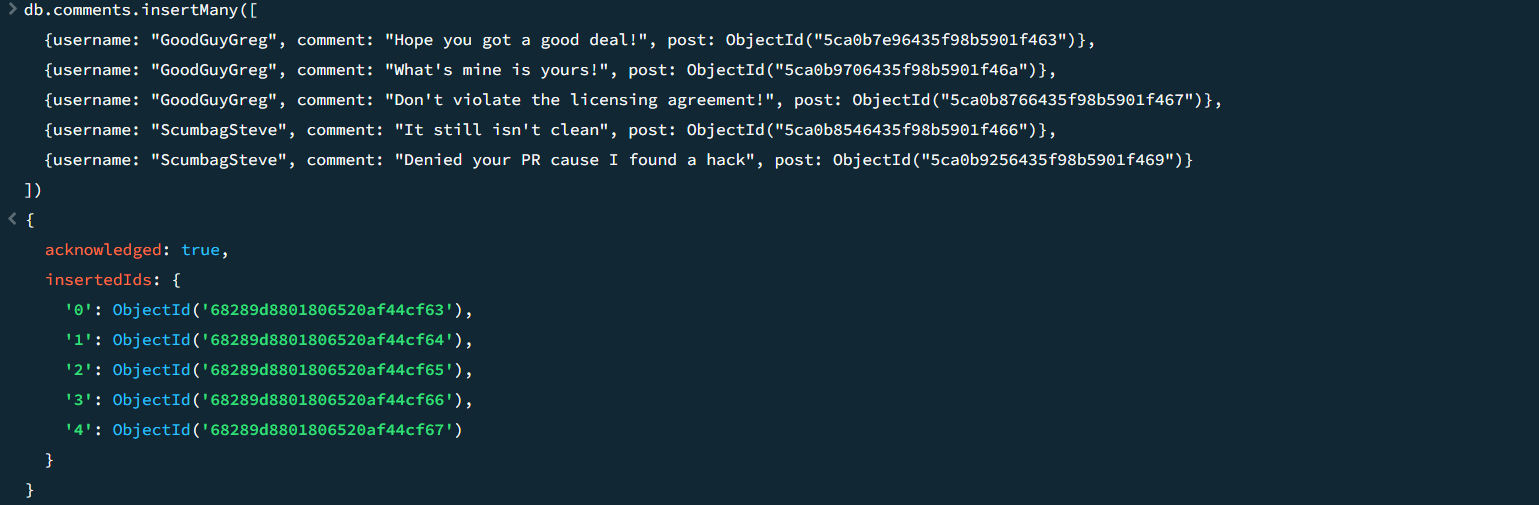 > db.comments.insertMany([
{username: "GoodGuyGreg", comment: "Hope you got a good deal!", post: ObjectId("5ca0b7e96435f98b5901f463")},
{username: "GoodGuyGreg", comment: "What's mine is yours!", post: ObjectId("5ca0b9706435f98b5901f46a")},
{username: "GoodGuyGreg", comment: "Don't violate the licensing agreement!", post: ObjectId("5ca0b8766435f98b5901f467")},
{username: "ScumbagSteve", comment: "It still isn't clean", post: ObjectId("5ca0b8546435f98b5901f466")},
{username: "ScumbagSteve", comment: "Denied your PR cause I found a hack", post: ObjectId("5ca0b9256435f98b5901f469")}
])
< {
acknowledged: true,
insertedIds: {
'0': ObjectId('68289d8801806520af44cf63'),
'1': ObjectId('68289d8801806520af44cf64'),
'2': ObjectId('68289d8801806520af44cf65'),
'3': ObjectId('68289d8801806520af44cf66'),
'4': ObjectId('68289d8801806520af44cf67')
}
}